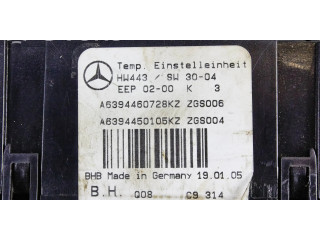 Temp. Einstelleinheit
HW443 / SW 30-04
EEP 02-00 K 3
A6394460728KZ ZGS006
A6394450105KZ ZGS004
BHB Made in Germany 19.01.05
B.H. Q08 C9 314